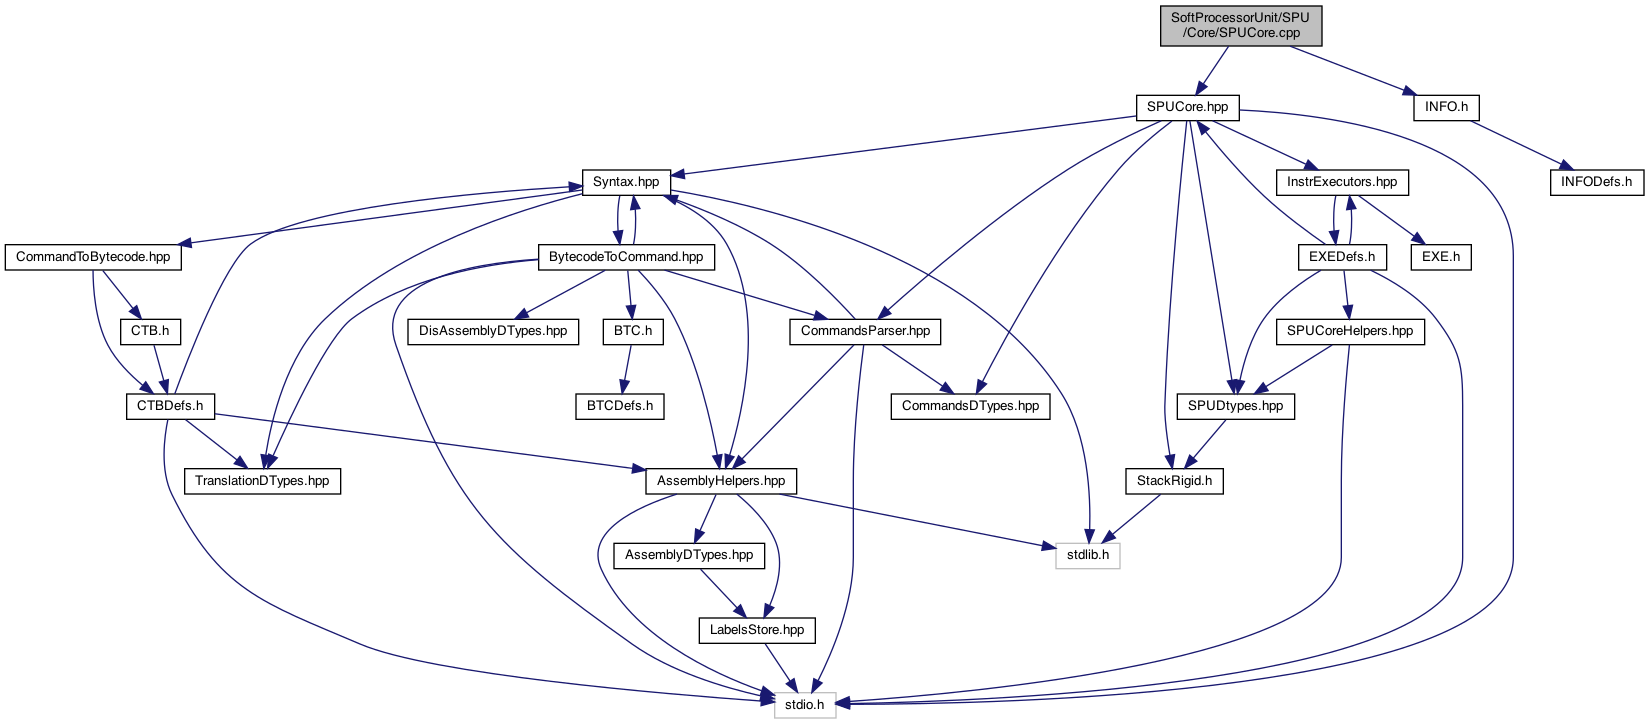 SoftProcessorUnit/SPU
/Core/SPUCore.cpp
SPUCore.hpp
INFO.h
Syntax.hpp
InstrExecutors.hpp
INFODefs.h
CommandToBytecode.hpp
BytecodeToCommand.hpp
EXEDefs.h
EXE.h
CTB.h
DisAssemblyDTypes.hpp
BTC.h
CommandsParser.hpp
SPUCoreHelpers.hpp
CTBDefs.h
BTCDefs.h
CommandsDTypes.hpp
SPUDtypes.hpp
TranslationDTypes.hpp
AssemblyHelpers.hpp
StackRigid.h
AssemblyDTypes.hpp
stdlib.h
LabelsStore.hpp
stdio.h